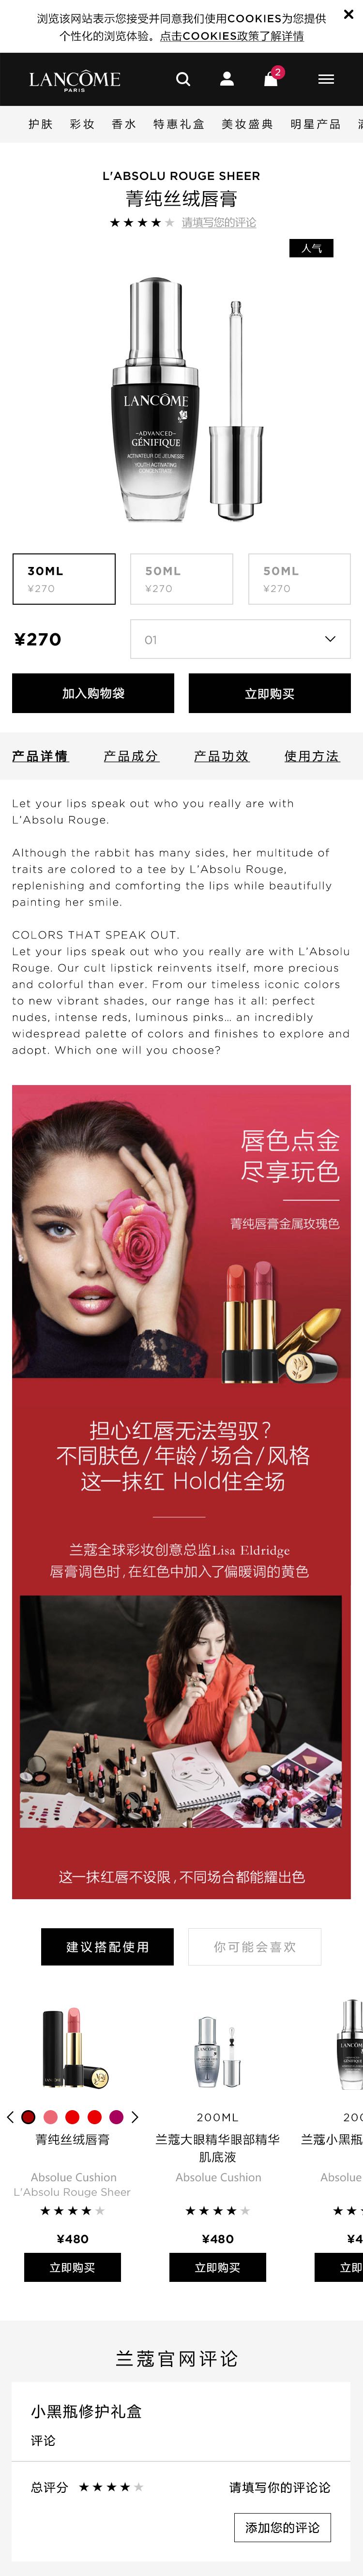 浏览该网站表示您接受并同意我们使用COOKIES为您提供
个性化的浏览体验。点击COOKIES政策了解详情
LANCÔME
PARIS
2
护肤 彩妆 香水 特惠礼盒 美妆盛典 明星产品
L'ABSOLU ROUGE SHEER
菁纯丝绒唇膏
请填写您的评论
人气
LANCÔME
ADVANCED
GÉNIFIQUE
ACTIVATEUR DE JEUNESSE
YOUTH ACTIVATING
CONCENTRATE
30ML 50ML 50ML
¥270 ¥270 ¥270
¥270 01
加入购物袋 立即购买
产品详情 产品成分 产品功效 使用方法
Let your lips speak out who you really are with
L'Absolu Rouge.
Although the rabbit has many sides, her multitude of
traits are colored to a tee by L'Absolu Rouge,
replenishing and comforting the lips while beautifully
painting her smile.
COLORS THAT SPEAK OUT.
Let your lips speak out who you really are with L'Absolu
Rouge. Our cult lipstick reinvents itself, more precious
and colorful than ever. From our timeless iconic colors
to new vibrant shades, our range has it all: perfect
nudes, intense reds, luminous pinks… an incredibly
widespread palette of colors and finishes to explore and
adopt. Which one will you choose?
唇色点金
尽享玩色
菁纯唇膏金属玫瑰色
担心红唇无法驾驭?
不同肤色/年龄/场合/风格
这一抹红 Hold住全场
兰蔻全球彩妆创意总监Lisa Eldridge
唇膏调色时,在红色中加入了偏暖调的黄色
这一抹红唇不设限,不同场合都能耀出色
建议搭配使用 你可能会喜欢
200ML 200
菁纯丝绒唇膏 兰蔻大眼精华眼部精华 兰蔻小黑瓶
肌底液
Absolue Cushion Absolue Cushion Absolue
L'Absolu Rouge Sheer
¥480 ¥480 ¥4
立即购买 立即购买 立即
兰蔻官网评论
小黑瓶修护礼盒
评论
总评分 请填写你的评论论
添加您的评论